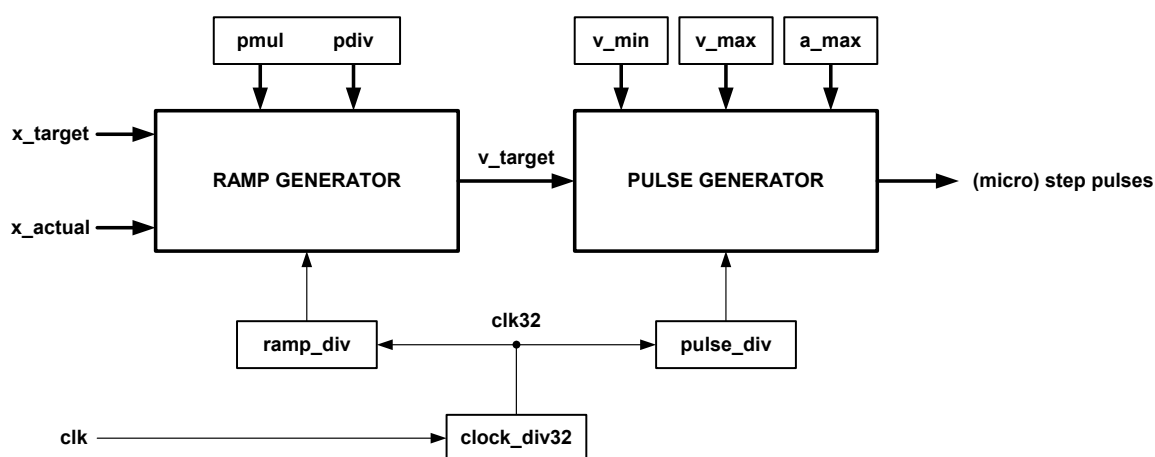 pmul pdiv
v_min v_max a_max
x_target
RAMP GENERATOR
v_target
PULSE GENERATOR
(micro) step pulses
x_actual
clk32
ramp_div
pulse_div
clk
clock_div32